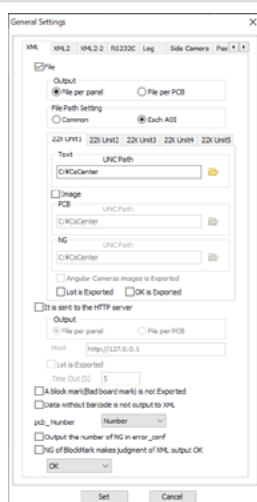 General Settings
XML XML2 XML2-2 RS232C Log Side Camera Pas
File
Output
File per panel File per PCB
File Path Setting
Common Each AOI
22X Unit1 22X Unit2 22X Unit3 22X Unit4 22X Unit5
Text
UNC Path
C:¥CsCenter
Image
PCB
UNC Path
C:¥CsCenter
NG
UNC Path
C:¥CsCenter
Angular Cameras images is Exported
Lot is Exported OK is Exported
It is sent to the HTTP server
Output
File per panel File per PCB
Host http://127.0.0.1
Lot is Exported
Time Out (S) 5
A block mark(Bad board mark) is not Exported
Data without barcode is not output to XML
pcb_Number Number
Output the number of NG in error_conf
NG of BlockMark makes judgment of XML output OK
OK
Set Cancel